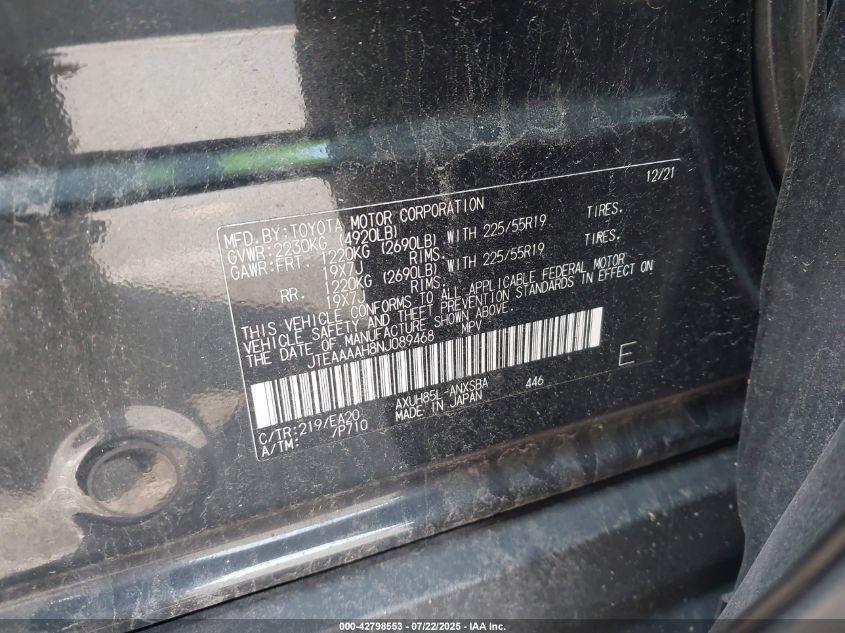 12/21
MFD. BY: TOYOTA MOTOR CORPORATION
GVWR: 2230KG (4920LB)
GAWR: FRT. 1220KG (2690LB) WITH 225/55R19 TIRES.
19X7J RIMS.
RR. 1220KG (2690LB) WITH 225/55R19 TIRES.
19X7J RIMS.
THIS VEHICLE CONFORMS TO ALL APPLICABLE FEDERAL MOTOR
VEHICLE SAFETY AND THEFT PREVENTION STANDARDS IN EFFECT ON
THE DATE OF MANUFACTURE SHOWN ABOVE.
JTEAAAAH8NJ089468 MPV
E
C/TR: 219/EA20 AXUH85L-ANXSBA 446
A/TM: /P710 MADE IN JAPAN
000-42798553 - 07/22/2025 - IAA Inc.